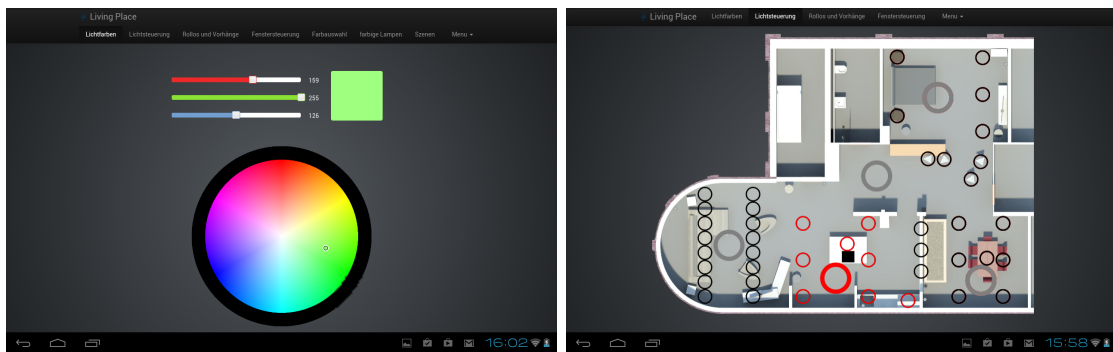 Living Place
Lichtfarben Lichtsteuerung Rollos und Vorhänge Fenstersteuerung Farbauswahl farbige Lampen Szenen Menu
159
255
126
16:02
Living Place Lichtfarben Lichtsteuerung Rollos und Vorhänge Fenstersteuerung Menu
15:58